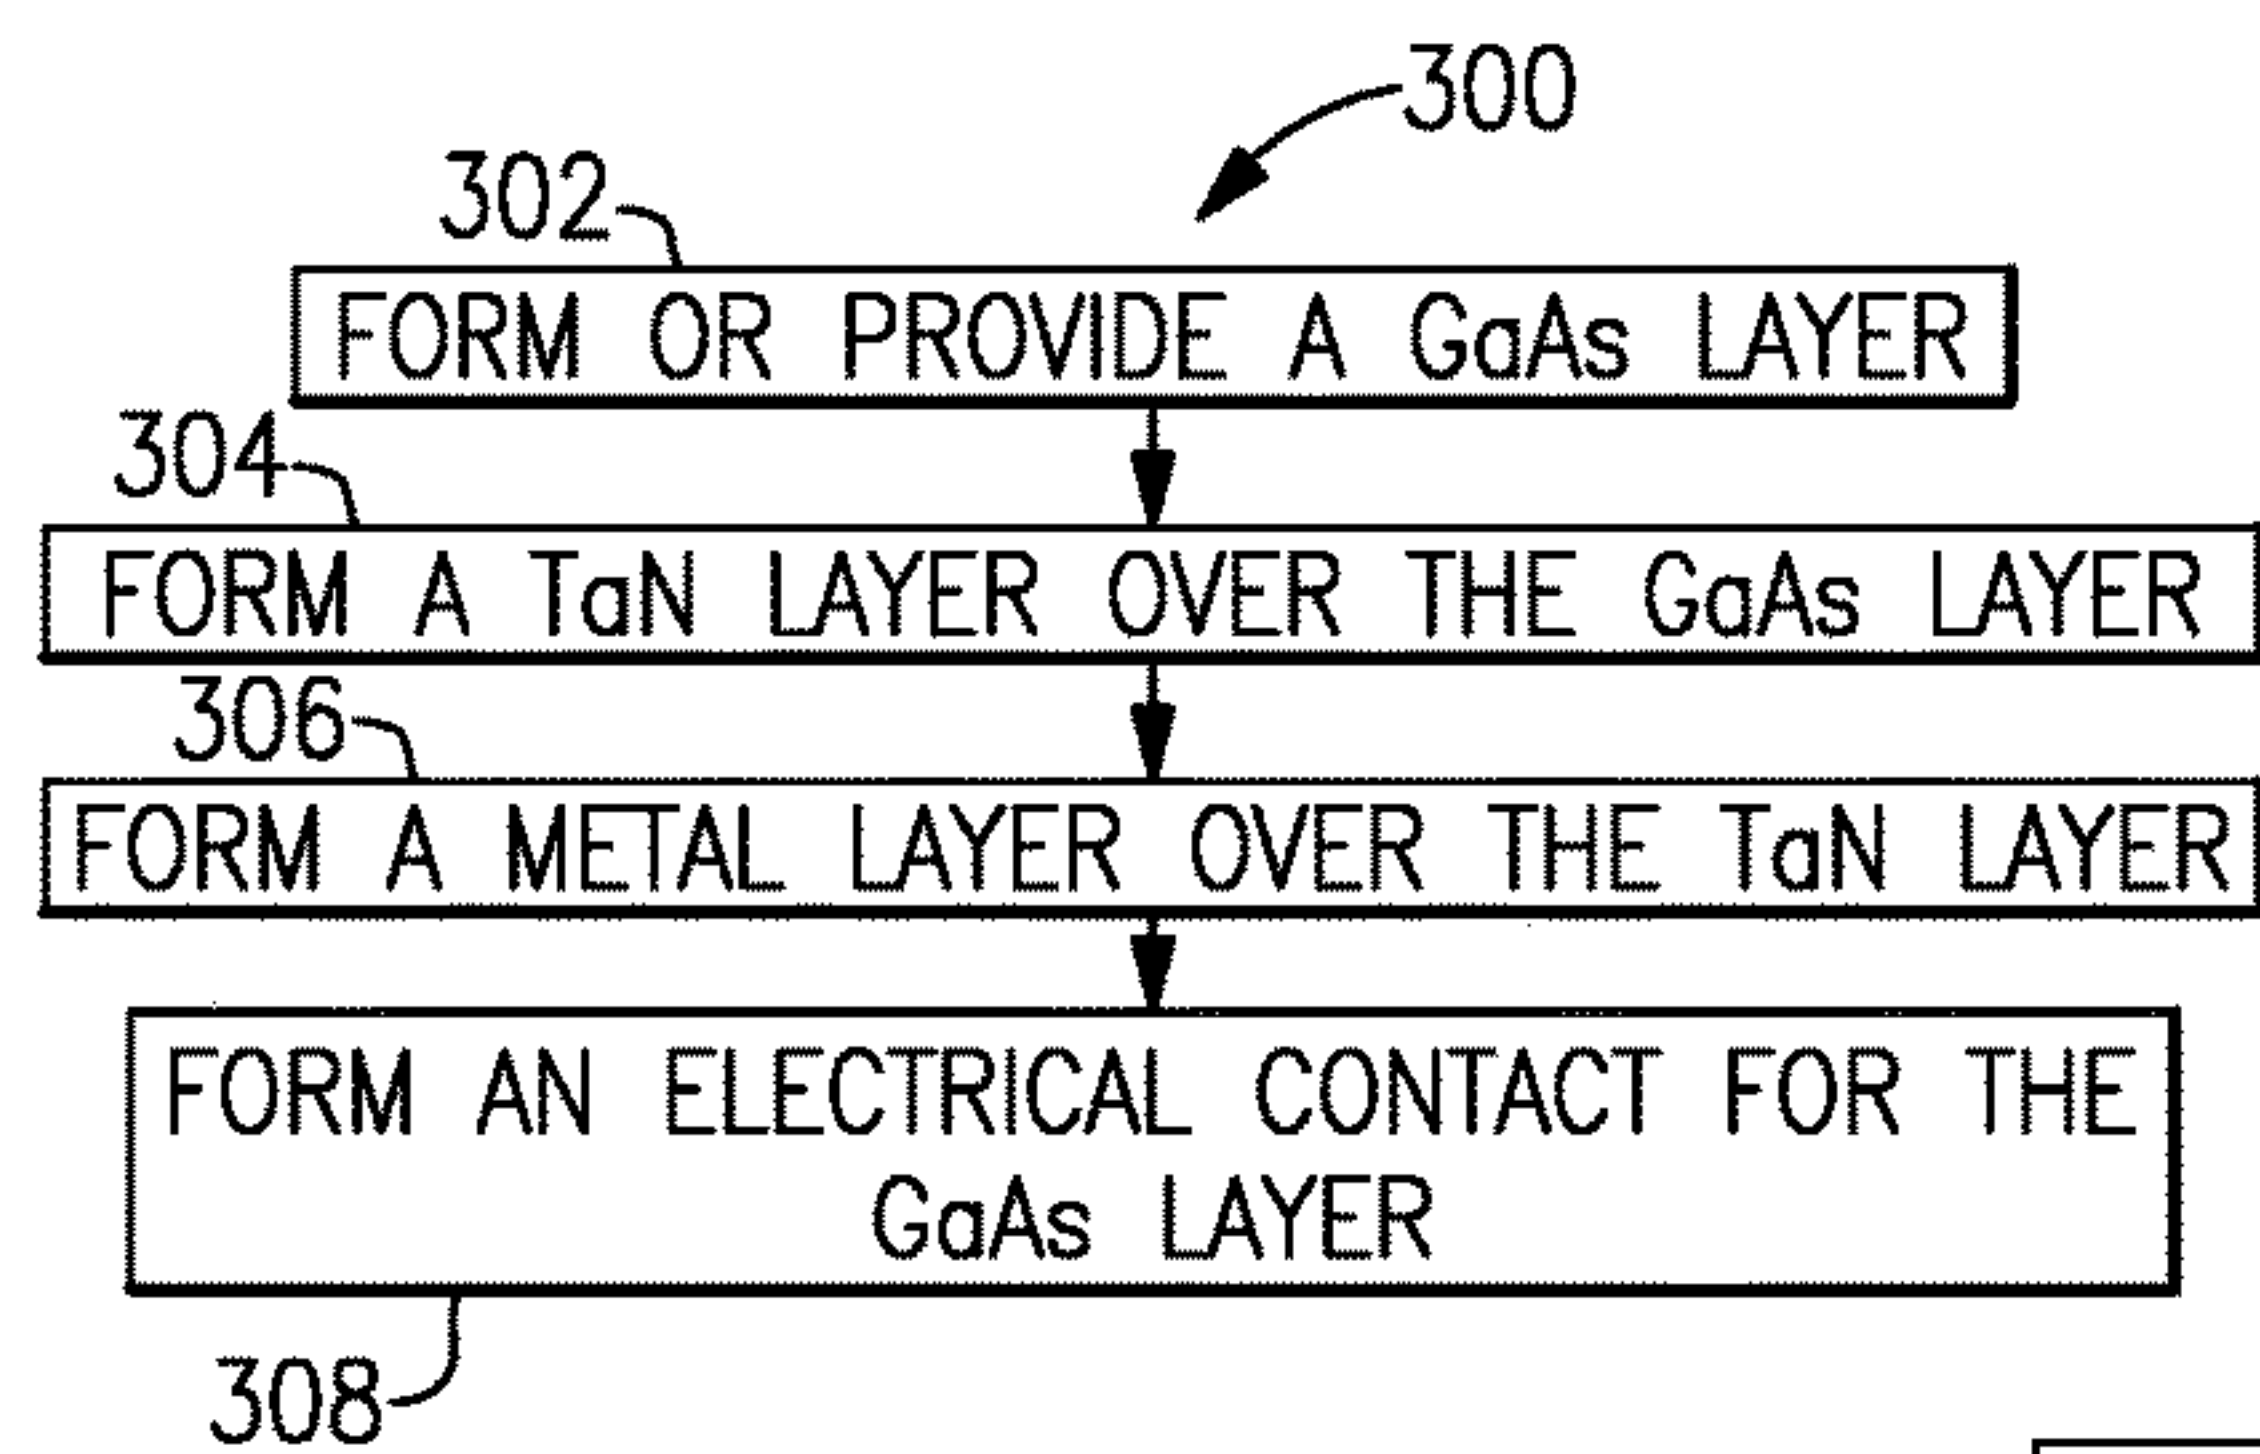 300
302
FORM OR PROVIDE A GaAs LAYER
304
FORM A TaN LAYER OVER THE GaAs LAYER
306
FORM A METAL LAYER OVER THE TaN LAYER
FORM AN ELECTRICAL CONTACT FOR THE
GaAs LAYER
308